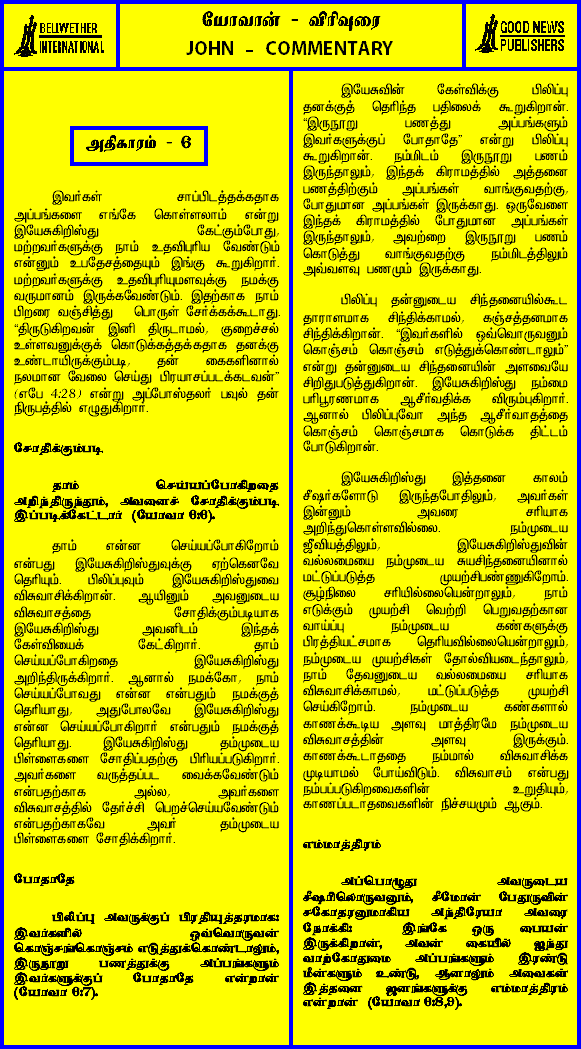 BELWETHER
INTERNATIONAL
யோவான் - விரிவுரை
JOHN - COMMENTARY
GOOD NEWS
PUBLISHERS
அதிகாரம் - 6
இவர்கள் சாப்பிடத்தக்கதாக
அப்பங்களை எங்கே கொள்ளலாம் என்று
இயேசுகிறிஸ்து கேட்கும்போது,
மற்றவர்களுக்கு நாம் உதவிபுரிய வேண்டும்
என்னும் உபதேசத்தையும் இங்கு கூறுகிறார்.
மற்றவர்களுக்கு உதவிபுரியுமளவுக்கு நமக்கு
வருமானம் இருக்கவேண்டும். இதற்காக நாம்
பிறரை வஞ்சித்து பொருள் சேர்க்கக்கூடாது.
“திருடுகிறவன் இனி திருடாமல், குறைச்சல்
உள்ளவனுக்குக் கொடுக்கத்தக்கதாக தனக்கு
உண்டாயிருக்கும்படி, தன் கைகளினால்
நலமான வேலை செய்து பிரயாசப்படக்கடவன்”
(எபே 4:28) என்று அப்போஸ்தலர் பவுல் தன்
நிருபத்தில் எழுதுகிறார்.
சோதிக்கும்படி
தாம் செய்யப்போகிறதை
அறிந்திருந்தும், அவனைச் சோதிக்கும்படி
இப்படிக்கேட்டார் (யோவா 6:6).
தாம் என்ன செய்யப்போகிறோம்
என்பது இயேசுகிறிஸ்துவுக்கு ஏற்கெனவே
தெரியும். பிலிப்புவும் இயேசுகிறிஸ்துவை
விசுவாசிக்கிறான். ஆயினும் அவனுடைய
விசுவாசத்தை சோதிக்கும்படியாக
இயேசுகிறிஸ்து அவனிடம் இந்தக்
கேள்வியைக் கேட்கிறார். தாம்
செய்யப்போகிறதை இயேசுகிறிஸ்து
அறிந்திருக்கிறார். ஆனால் நமக்கோ, நாம்
செய்யப்போவது என்ன என்பதும் நமக்குத்
தெரியாது, அதுபோலவே இயேசுகிறிஸ்து
என்ன செய்யப்போகிறார் என்பதும் நமக்குத்
தெரியாது. இயேசுகிறிஸ்து தம்முடைய
பிள்ளைகளை சோதிப்பதற்கு பிரியப்படுகிறார்.
அவர்களை வருத்தப்பட வைக்கவேண்டும்
என்பதற்காக அல்ல, அவர்களை
விசுவாசத்தில் தேர்ச்சி பெறச்செய்யவேண்டும்
என்பதற்காகவே அவர் தம்முடைய
பிள்ளைகளை சோதிக்கிறார்.
போதாதே
பிலிப்பு அவருக்குப் பிரதியுத்தரமாக:
இவர்களில் ஒவ்வொருவன்
கொஞ்சங்கொஞ்சம் எடுத்துக்கொண்டாலும்,
இருநூறு பணத்துக்கு அப்பங்களும்
இவர்களுக்குப் போதாதே என்றான்
(யோவா 6:7).
இயேசுவின் கேள்விக்கு பிலிப்பு
தனக்குத் தெரிந்த பதிலைக் கூறுகிறான்.
“இருநூறு பணத்து அப்பங்களும்
இவர்களுக்குப் போதாதே” என்று பிலிப்பு
கூறுகிறான். நம்மிடம் இருநூறு பணம்
இருந்தாலும், இந்தக் கிராமத்தில் அத்தனை
பணத்திற்கும் அப்பங்கள் வாங்குவதற்கு,
போதுமான அப்பங்கள் இருக்காது. ஒருவேளை
இந்தக் கிராமத்தில் போதுமான அப்பங்கள்
இருந்தாலும், அவற்றை இருநூறு பணம்
கொடுத்து வாங்குவதற்கு நம்மிடத்திலும்
அவ்வளவு பணமும் இருக்காது.
பிலிப்பு தன்னுடைய சிந்தனையில்கூட
தாராளமாக சிந்திக்காமல், கஞ்சத்தனமாக
சிந்திக்கிறான். “இவர்களில் ஒவ்வொருவனும்
கொஞ்சம் கொஞ்சம் எடுத்துக்கொண்டாலும்”
என்று தன்னுடைய சிந்தனையின் அளவையே
சிறிதுபடுத்துகிறான். இயேசுகிறிஸ்து நம்மை
பரிபூரணமாக ஆசீர்வதிக்க விரும்புகிறார்.
ஆனால் பிலிப்புவோ அந்த ஆசீர்வாதத்தை
கொஞ்சம் கொஞ்சமாக கொடுக்க திட்டம்
போடுகிறான்.
இயேசுகிறிஸ்து இத்தனை காலம்
சீஷர்களோடு இருந்தபோதிலும், அவர்கள்
இன்னும் அவரை சரியாக
அறிந்துகொள்ளவில்லை. நம்முடைய
ஜீவியத்திலும், இயேசுகிறிஸ்துவின்
வல்லமையை நம்முடைய சுயசிந்தனையினால்
மட்டுப்படுத்த முயற்சிபண்ணுகிறோம்.
சூழ்நிலை சரியில்லையென்றாலும், நாம்
எடுக்கும் முயற்சி வெற்றி பெறுவதற்கான
வாய்ப்பு நம்முடைய கண்களுக்கு
பிரத்தியட்சமாக தெரியவில்லையென்றாலும்,
நம்முடைய முயற்சிகள் தோல்வியடைந்தாலும்,
நாம் தேவனுடைய வல்லமையை சரியாக
விசுவாசிக்காமல், மட்டுப்படுத்த முயற்சி
செய்கிறோம். நம்முடைய கண்களால்
காணக்கூடிய அளவு மாத்திரமே நம்முடைய
விசுவாசத்தின் அளவு இருக்கும்.
காணக்கூடாததை நம்மால் விசுவாசிக்க
முடியாமல் போய்விடும். விசுவாசம் என்பது
நம்பப்படுகிறவைகளின் உறுதியும்,
காணப்படாதவைகளின் நிச்சயமும் ஆகும்.
எம்மாத்திரம்
அப்பொழுது அவருடைய
சீஷரிலொருவனும், சீமோன் பேதுருவின்
சகோதரனுமாகிய அந்திரேயா அவரை
நோக்கி: இங்கே ஒரு பையன்
இருக்கிறான், அவன் கையில் ஐந்து
வாற்கோதுமை அப்பங்களும் இரண்டு
மீன்களும் உண்டு, ஆனாலும் அவைகள்
இத்தனை ஜனங்களுக்கு எம்மாத்திரம்
என்றான் (யோவா 6:8,9).